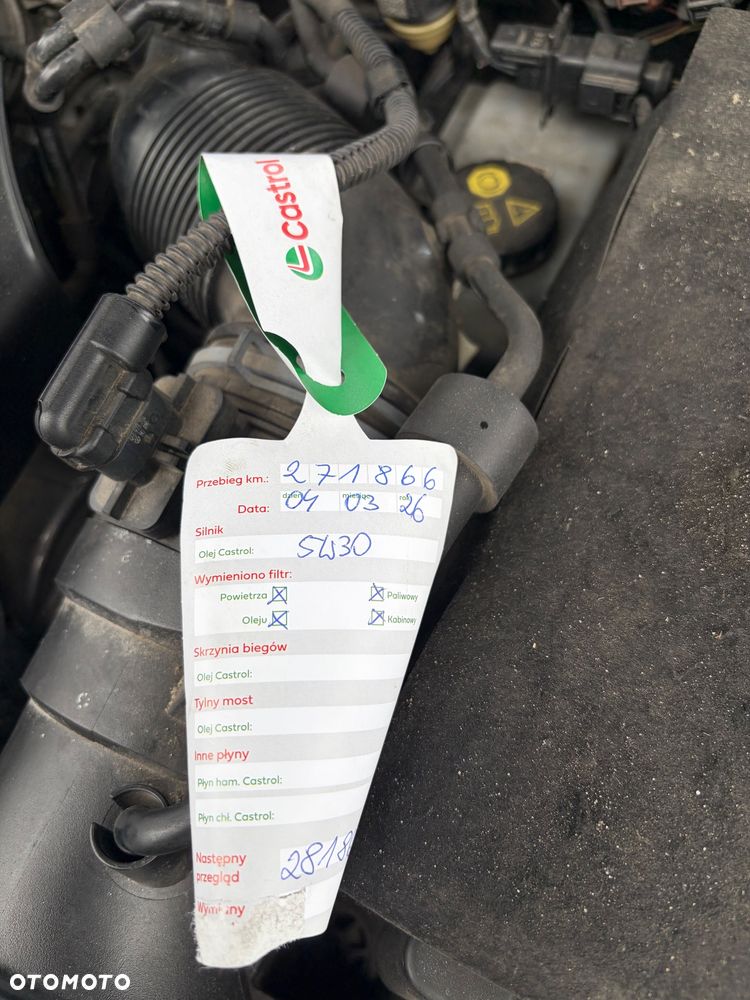 Castrol
Przebieg km.: 271866
dzień miesiąc rok
Data: 04 03 26
Silnik
Olej Castrol: 5W30
Wymieniono filtr:
Powietrza Paliwowy
Oleju Kabinowy
Skrzynia biegów
Olej Castrol:
Tylny most
Olej Castrol:
Inne płyny
Płyn ham. Castrol:
Płyn chł. Castrol:
Następny 2818
przegląd
Wymiany
OTOMOTO